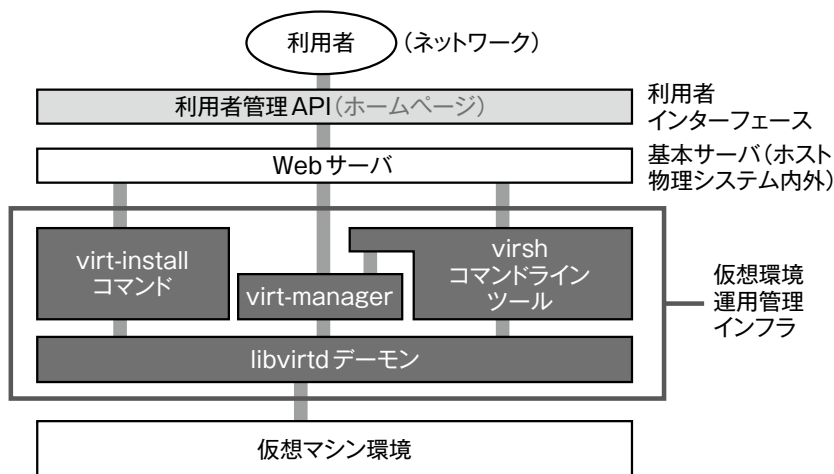 利用者
(ネットワーク)
利用者管理API(ホームページ)
利用者
インターフェース
Webサーバ
基本サーバ(ホスト
物理システム内外)
virt-install
コマンド
virt-manager
virsh
コマンドライン
ツール
仮想環境
運用管理
インフラ
libvirtdデーモン
仮想マシン環境